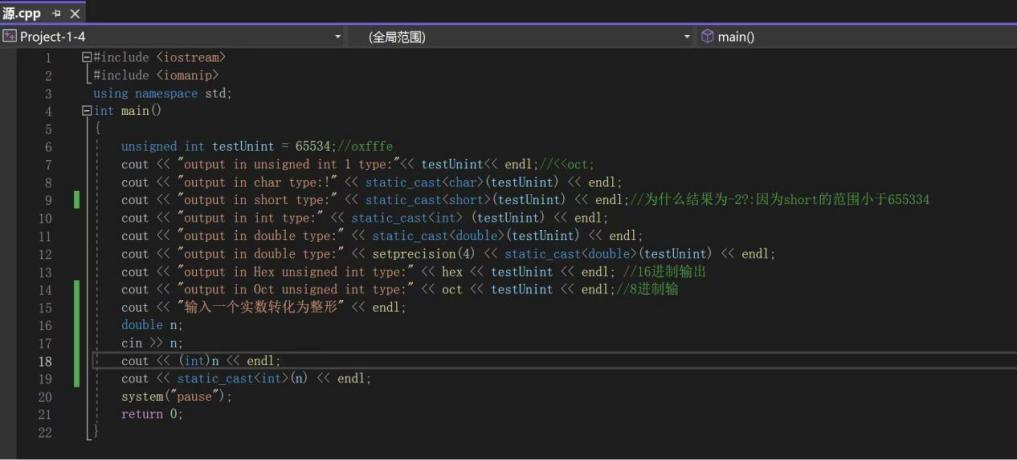 源.cpp
Project-1-4 (全局范围) main()
1 #include <iostream>
2 #include <iomanip>
3 using namespace std;
4 int main()
5 {
6 unsigned int testUnint = 65534;//oxfffe
7 cout << "output in unsigned int 1 type:"<< testUnint<< endl;//<<oct;
8 cout << "output in char type:!" << static_cast<char>(testUnint) << endl;
9 cout << "output in short type:" << static_cast<short>(testUnint) << endl;//为什么结果为-2?:因为short的范围小于655334
10 cout << "output in int type:" << static_cast<int> (testUnint) << endl;
11 cout << "output in double type:" << static_cast<double>(testUnint) << endl;
12 cout << "output in double type:" << setprecision(4) << static_cast<double>(testUnint) << endl;
13 cout << "output in Hex unsigned int type:" << hex << testUnint << endl; //16进制输出
14 cout << "output in Oct unsigned int type:" << oct << testUnint << endl;//8进制输
15 cout << "输入一个实数转化为整形" << endl;
16 double n;
17 cin >> n;
18 cout << (int)n << endl;
19 cout << static_cast<int>(n) << endl;
20 system("pause");
21 return 0;
22 }